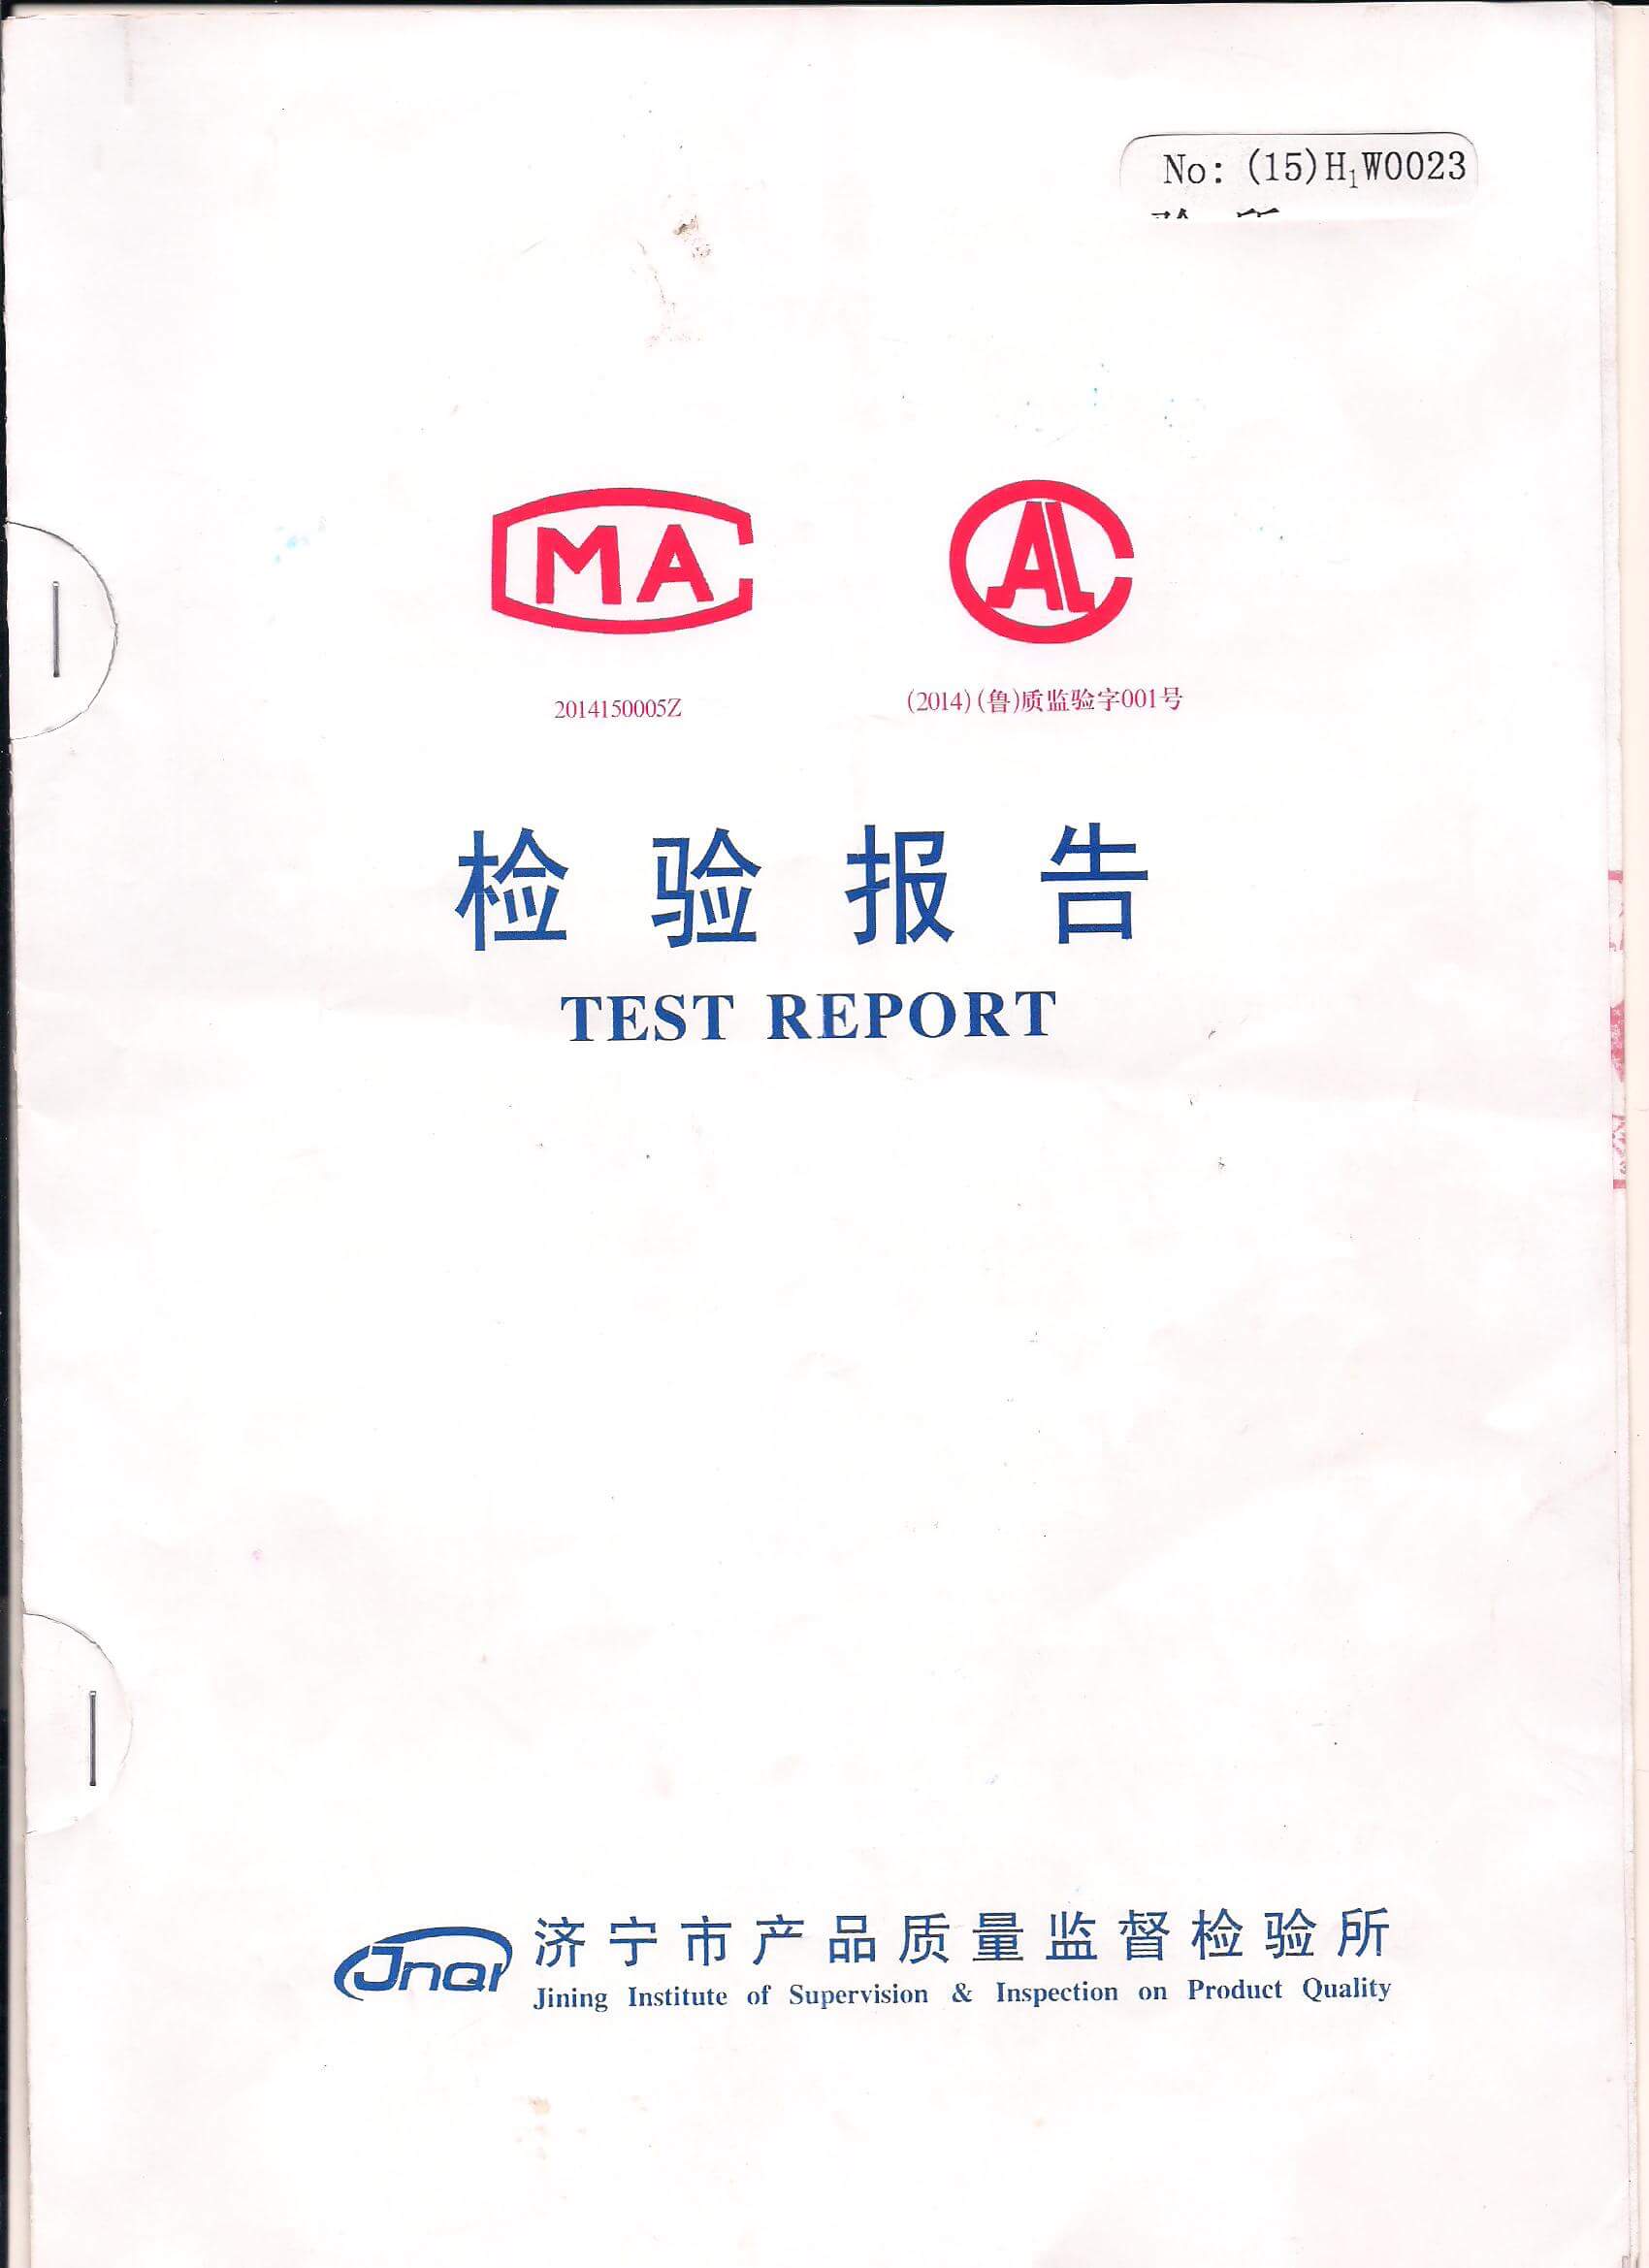 No: (15)H₁W0023
MA
CAL
2014150005Z
(2014)(鲁)质监验字001号
检验报告
TEST REPORT
Jnqi
济宁市产品质量监督检验所
Jining Institute of Supervision & Inspection on Product Quality